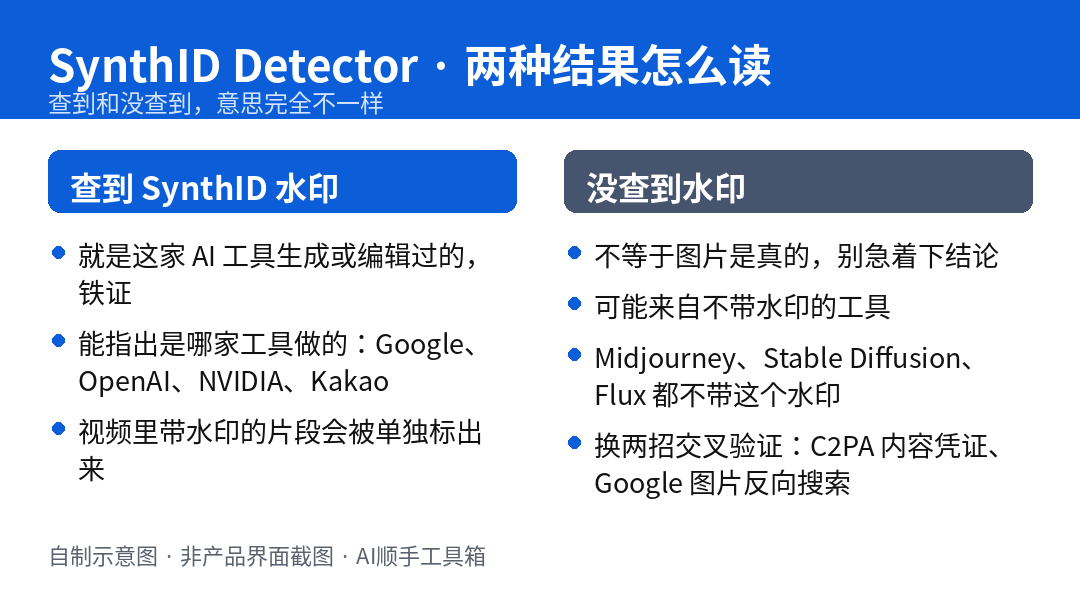 SynthID Detector · 两种结果怎么读
查到和没查到，意思完全不一样
查到 SynthID 水印
就是这家 AI 工具生成或编辑过的，
铁证
能指出是哪家工具做的：Google、
OpenAI、NVIDIA、Kakao
视频里带水印的片段会被单独标出
来
没查到水印
不等于图片是真的，别急着下结论
可能来自不带水印的工具
Midjourney、Stable Diffusion、
Flux 都不带这个水印
换两招交叉验证：C2PA 内容凭证、
Google 图片反向搜索
自制示意图 · 非产品界面截图 · AI顺手工具箱